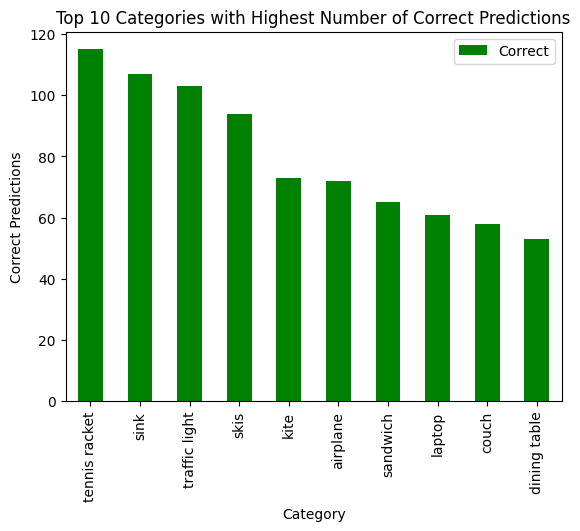 Top 10 Categories with Highest Number of Correct Predictions
Correct
Correct Predictions
120
100
80
60
40
20
0
tennis racket
sink
traffic light
skis
kite
airplane
sandwich
laptop
couch
dining table
Category